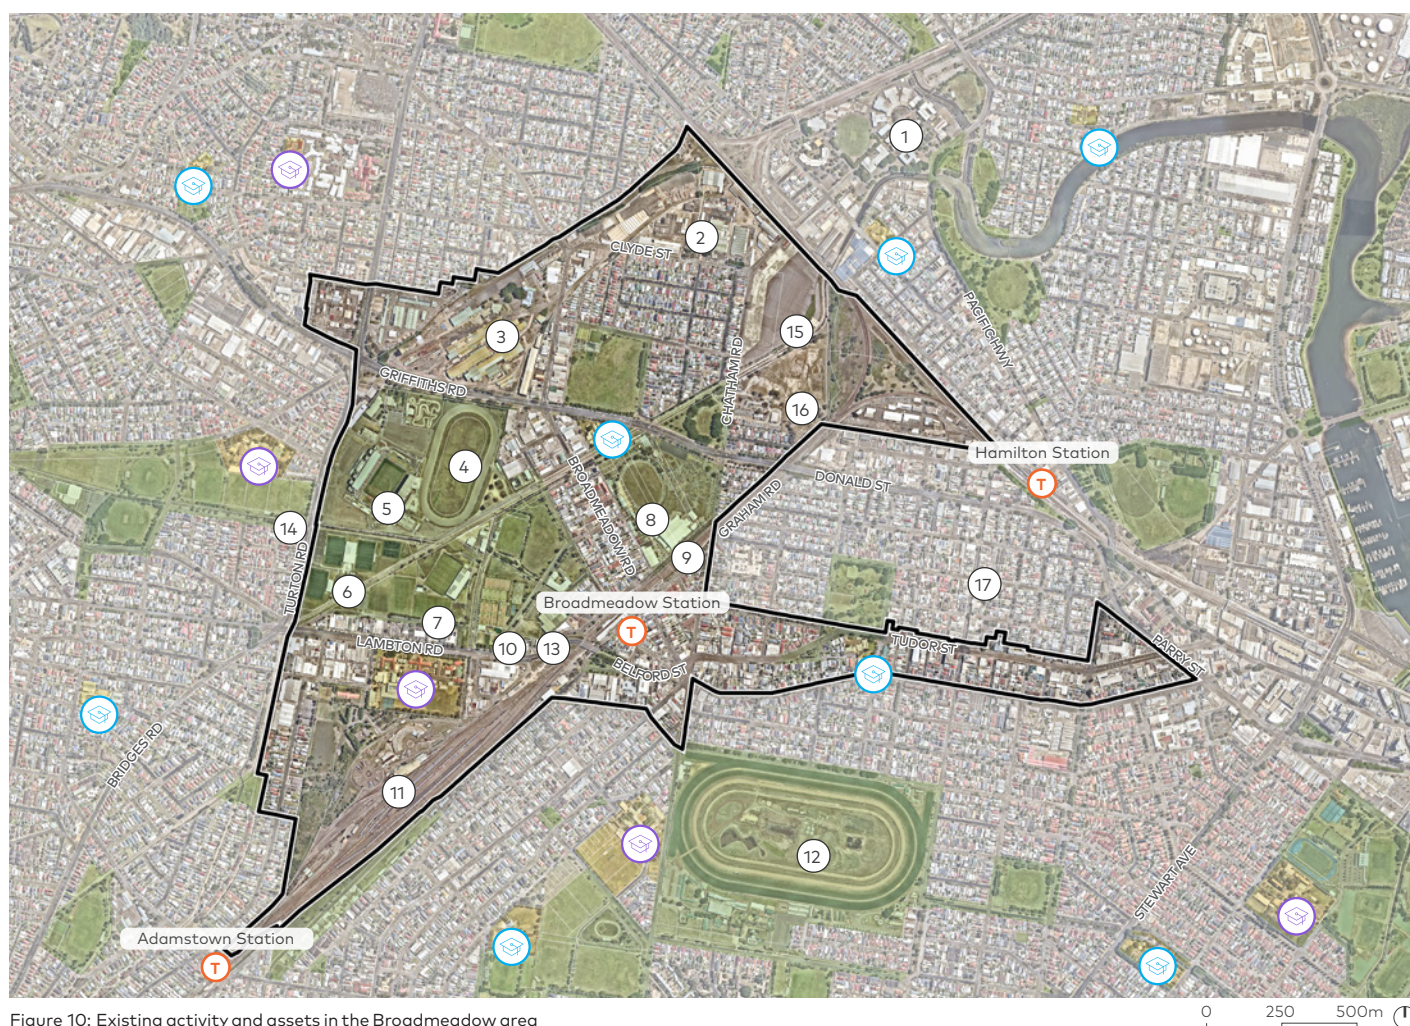 1
2
CLYDE ST
PACIFIC HWY
3
15
CHATHAM RD
GRIFFITHS RD
16
Hamilton Station
T
4
BROADMEADOW RD
DONALD ST
5
GRAHAM RD
8
14
9
TURTON RD
6
17
Broadmeadow Station
T
7
LAMBTON RD
10
13
BELFORD ST
TUDOR ST
PARRY ST
BRIDGES RD
11
12
STEWART AVE
Adamstown Station
T
Figure 10: Existing activity and assets in the Broadmeadow area
0 250 500m